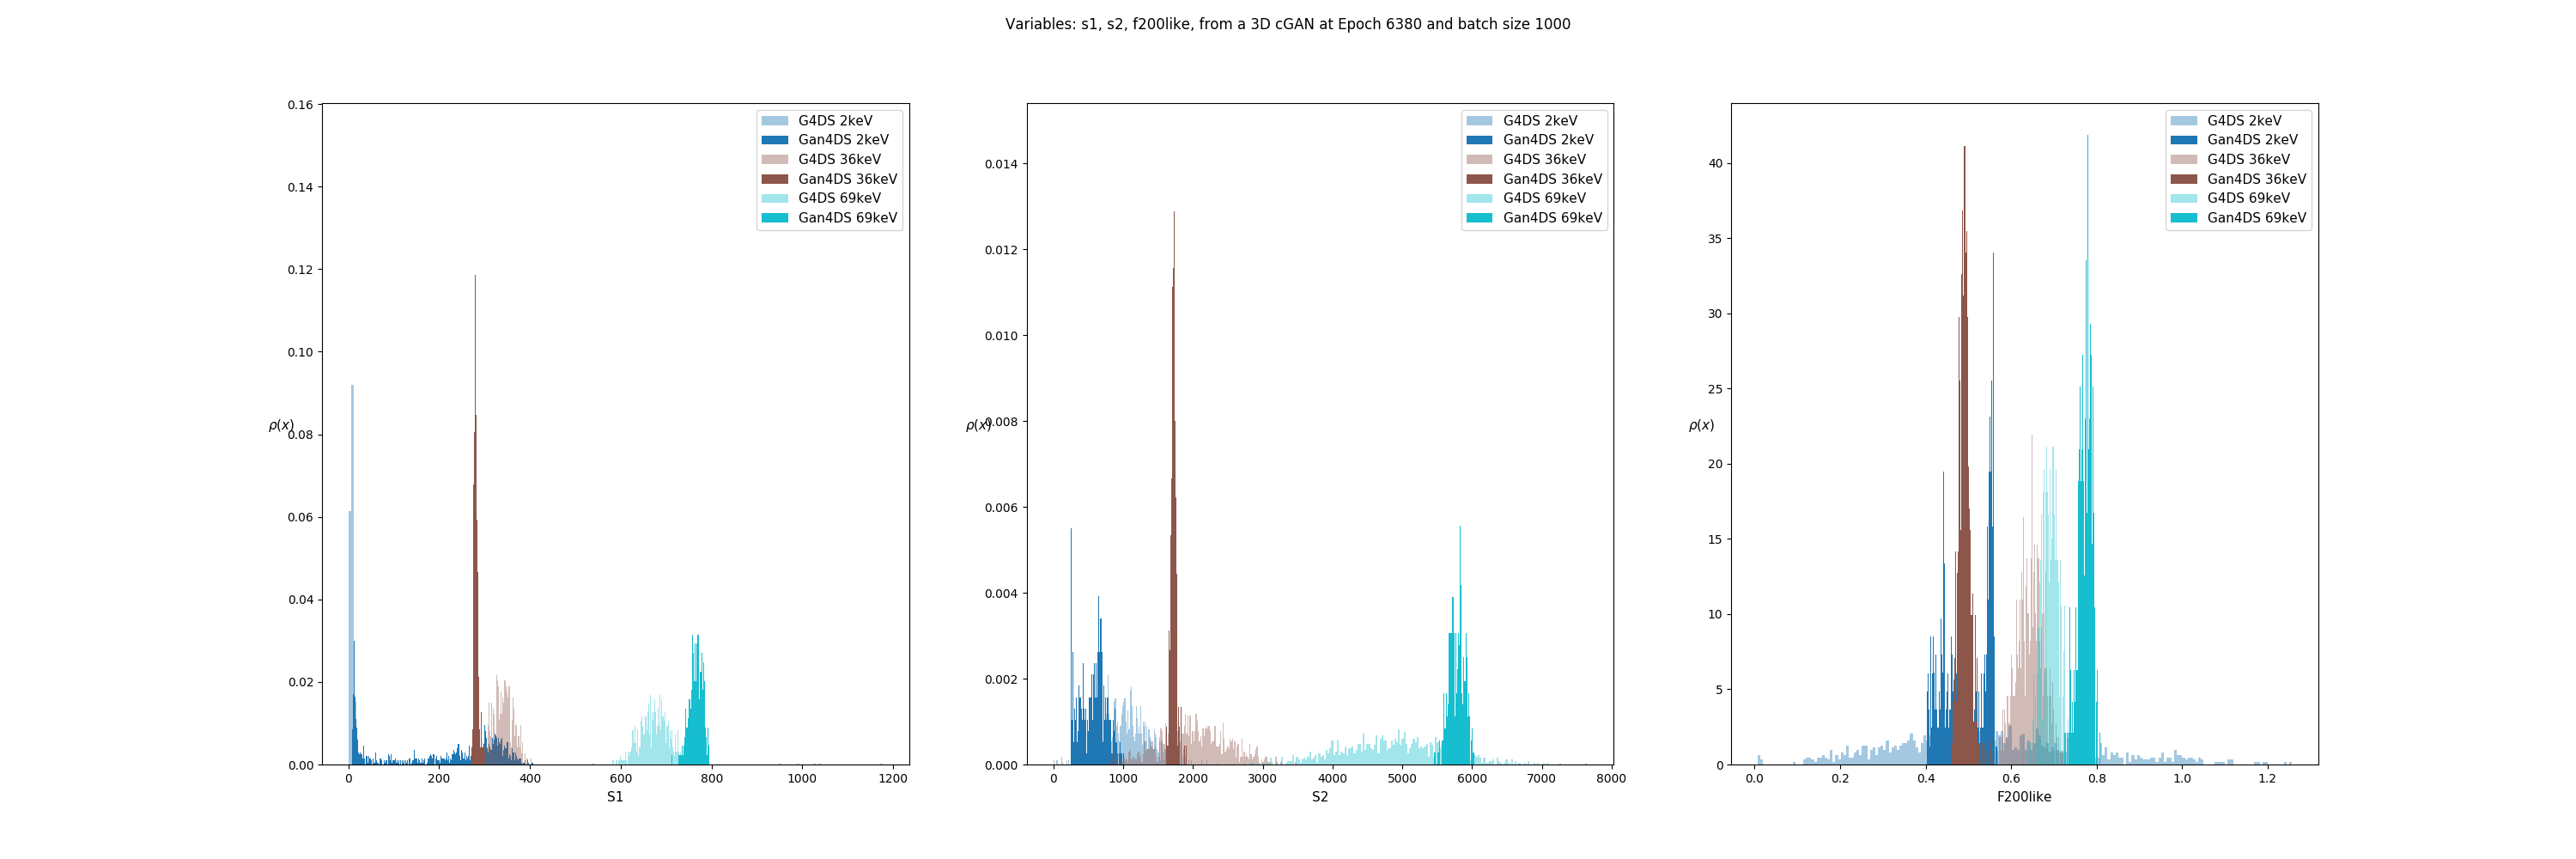 Variables: s1, s2, f200like, from a 3D cGAN at Epoch 6380 and batch size 1000
0.16
0.14
0.12
0.10
0.08
0.06
0.04
0.02
0.00
ρ(x)
0 200 400 600 800 1000 1200
S1
G4DS 2keV
Gan4DS 2keV
G4DS 36keV
Gan4DS 36keV
G4DS 69keV
Gan4DS 69keV
0.014
0.012
0.010
0.008
0.006
0.004
0.002
0.000
ρ(x)
0 1000 2000 3000 4000 5000 6000 7000 8000
S2
G4DS 2keV
Gan4DS 2keV
G4DS 36keV
Gan4DS 36keV
G4DS 69keV
Gan4DS 69keV
40
35
30
25
20
15
10
5
0
ρ(x)
0.0 0.2 0.4 0.6 0.8 1.0 1.2
F200like
G4DS 2keV
Gan4DS 2keV
G4DS 36keV
Gan4DS 36keV
G4DS 69keV
Gan4DS 69keV